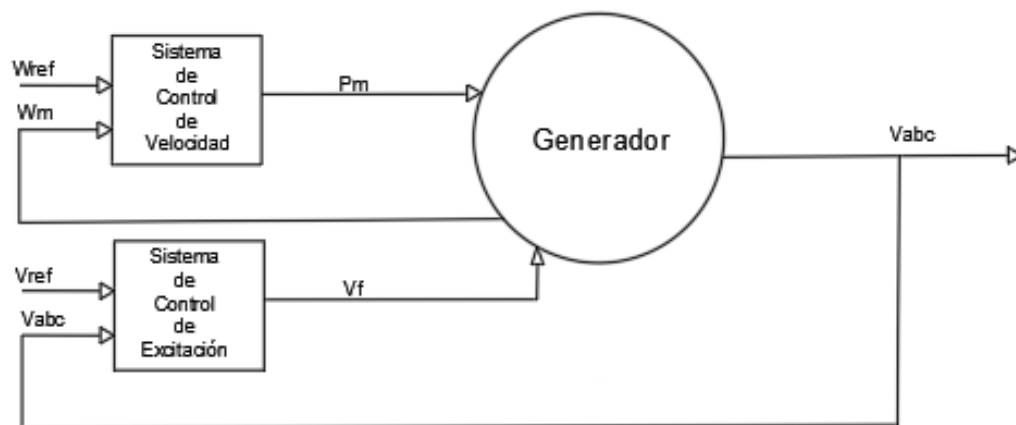 Sistema
de
Control
de
Velocidad
Wref
Wm
Pm
Generador
Vabc
Sistema
de
Control
de
Excitación
Vref
Vabc
Vf